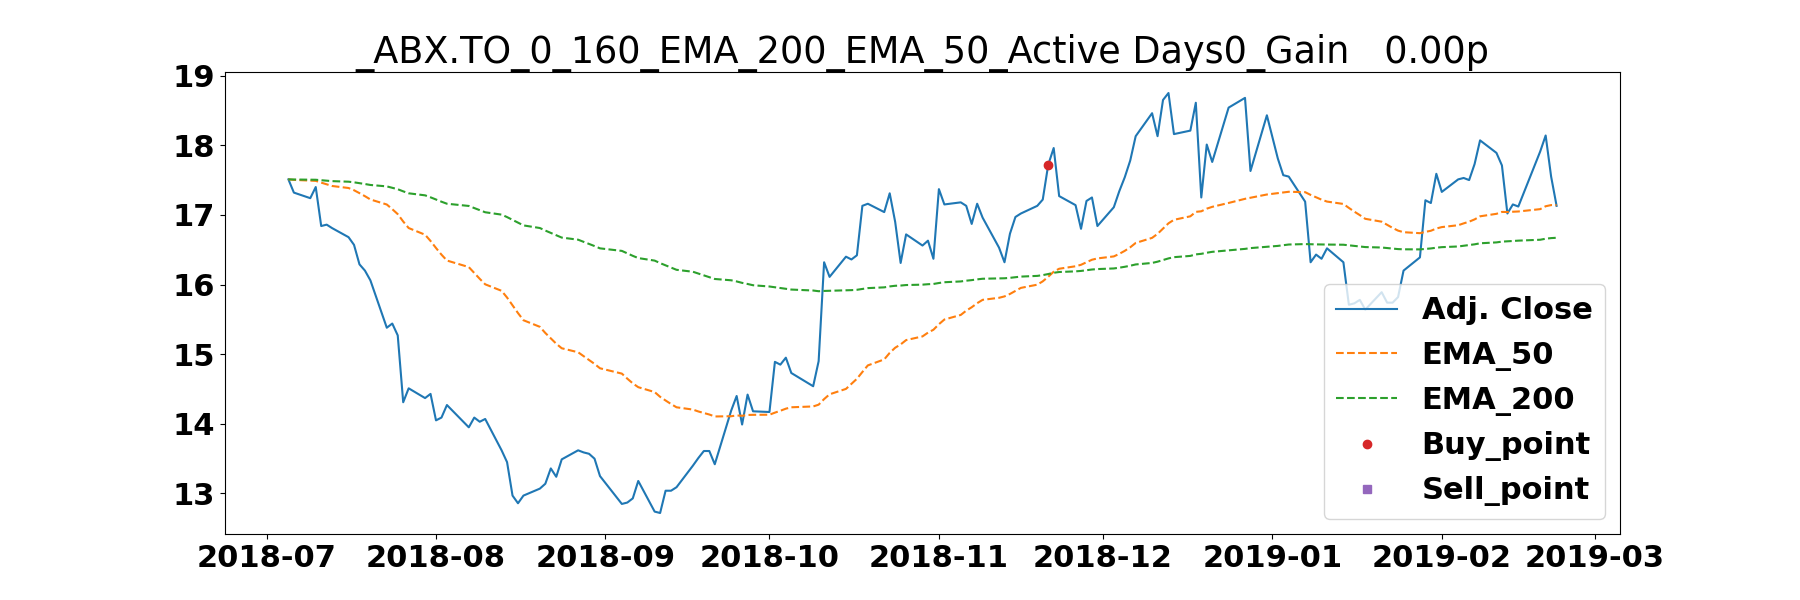 _ABX.TO_0_160_EMA_200_EMA_50_Active Days0_Gain   0.00p
19
18
17
16
15
14
13
Adj. Close
EMA_50
EMA_200
Buy_point
Sell_point
2018-07 2018-08 2018-09 2018-10 2018-11 2018-12 2019-01 2019-02 2019-03